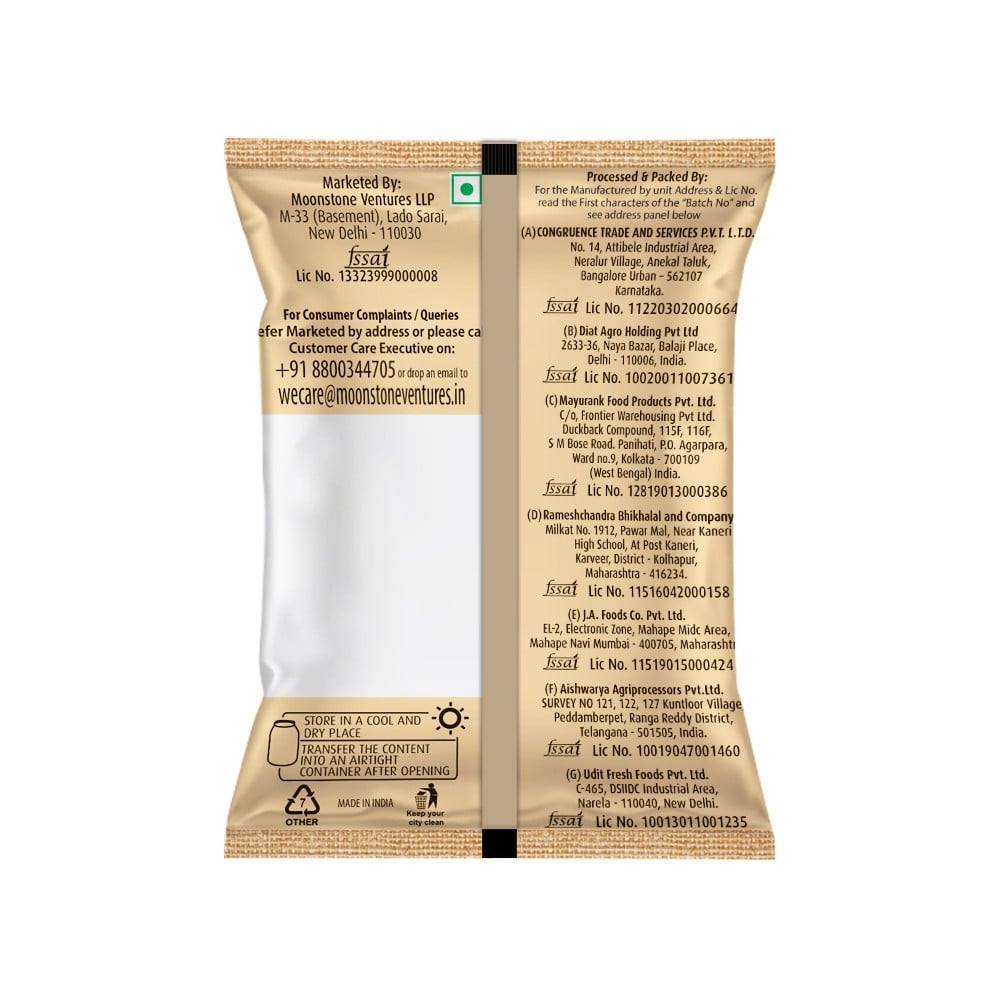 Marketed By:
Moonstone Ventures LLP
M-33 (Basement), Lado Sarai,
New Delhi - 110030
fssai
Lic No. 13323999000008
For Consumer Complaints / Queries
efer Marketed by address or please ca
Customer Care Executive on:
+91 8800344705 or drop an email to
wecare@moonstoneventures.in
STORE IN A COOL AND
DRY PLACE
TRANSFER THE CONTENT
INTO AN AIRTIGHT
CONTAINER AFTER OPENING
7
OTHER
MADE IN INDIA
Keep your
city clean
Processed & Packed By:
For the Manufactured by unit Address & Lic No.
read the First characters of the "Batch No" and
see address panel below
(A) CONGRUENCE TRADE AND SERVICES P.V.T. L.T.D.
No. 14, Attibele Industrial Area,
Neralur Village, Anekal Taluk,
Bangalore Urban - 562107
Karnataka.
fssai Lic No. 11220302000664
(B) Diat Agro Holding Pvt Ltd
2633-36, Naya Bazar, Balaji Place,
Delhi - 110006, India.
fssai Lic No. 10020011007361
(C) Mayurank Food Products Pvt. Ltd.
C/o, Frontier Warehousing Pvt Ltd.
Duckback Compound, 115F, 116F,
S M Bose Road. Panihati, P.O. Agarpara,
Ward no.9, Kolkata - 700109
(West Bengal) India.
fssai Lic No. 12819013000386
(D) Rameshchandra Bhikhalal and Company
Milkat No. 1912, Pawar Mal, Near Kaneri
High School, At Post Kaneri,
Karveer, District - Kolhapur,
Maharashtra - 416234.
fssai Lic No. 11516042000158
(E) J.A. Foods Co. Pvt. Ltd.
EL-2, Electronic Zone, Mahape Midc Area,
Mahape Navi Mumbai - 400705, Maharashtr
fssai Lic No. 11519015000424
(F) Aishwarya Agriprocessors Pvt.Ltd.
SURVEY NO 121, 122, 127 Kuntloor Village
Peddamberpet, Ranga Reddy District,
Telangana - 501505, India.
fssai Lic No. 10019047001460
(G) Udit Fresh Foods Pvt. Ltd.
C-465, DSIIDC Industrial Area,
Narela - 110040, New Delhi.
fssai Lic No. 10013011001235